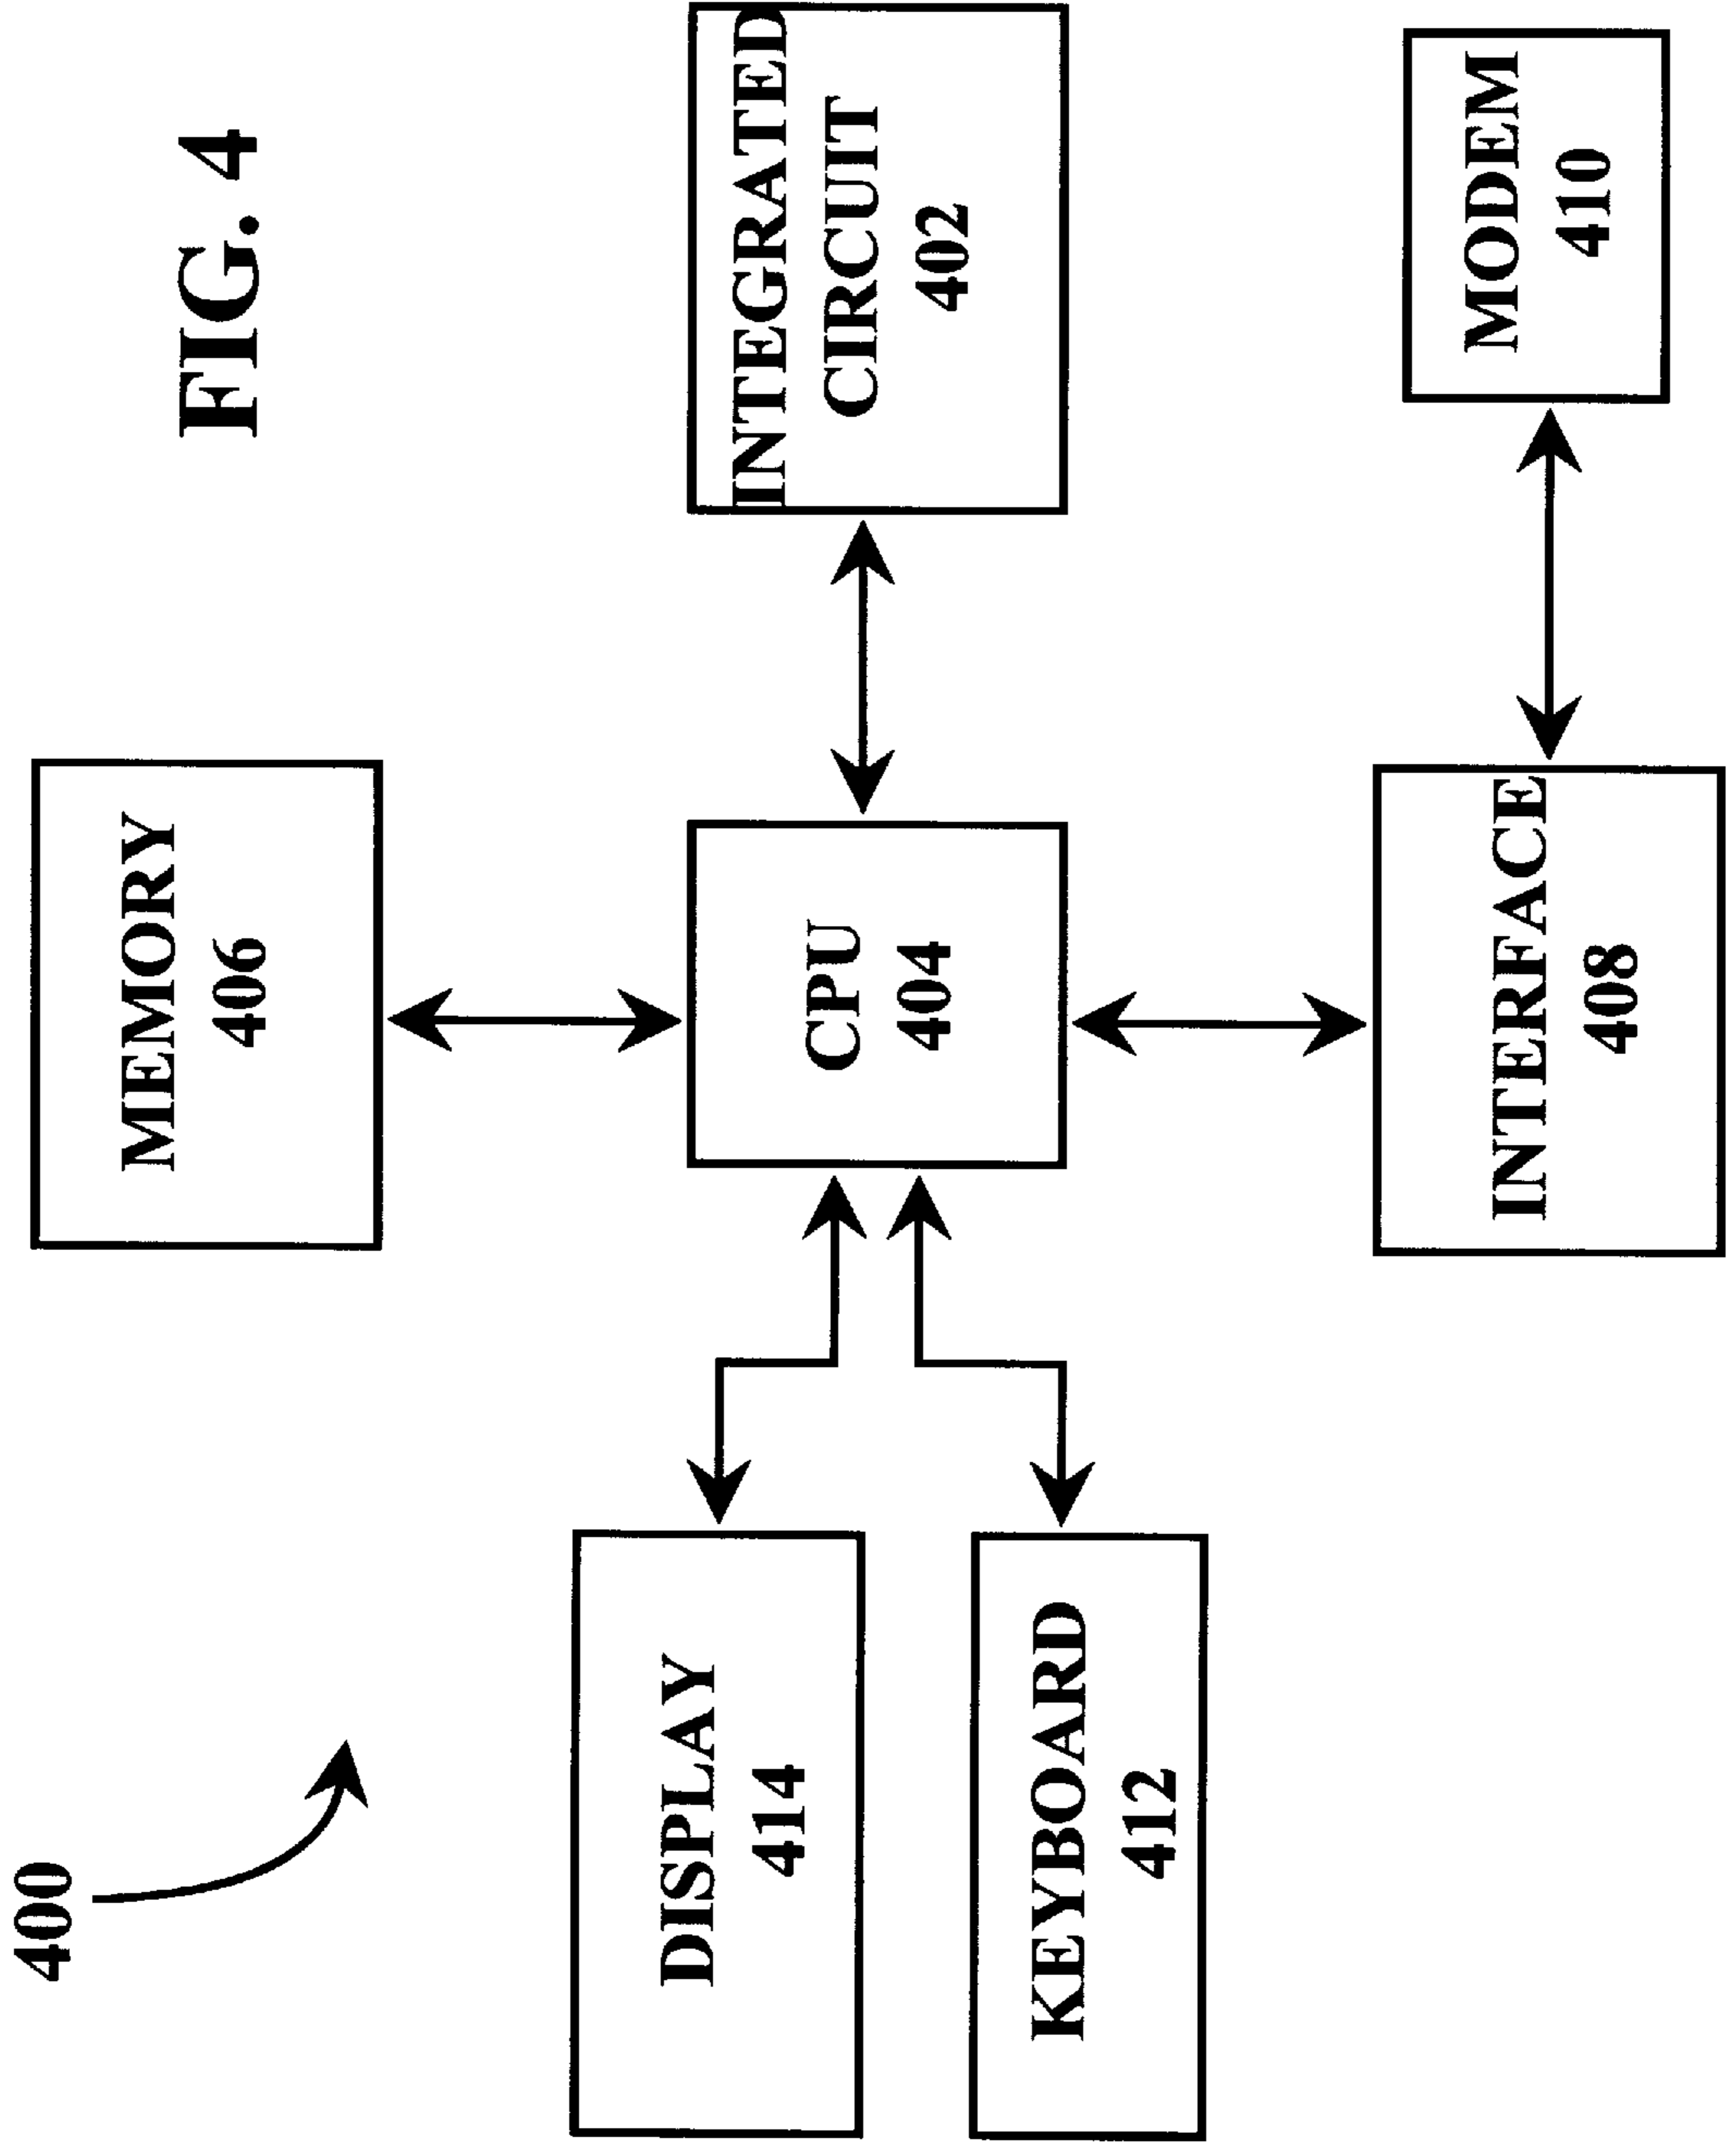 FIG. 4
400
MEMORY
406
DISPLAY
414
CPU
404
INTEGRATED
CIRCUIT
402
KEYBOARD
412
INTERFACE
408
MODEM
410